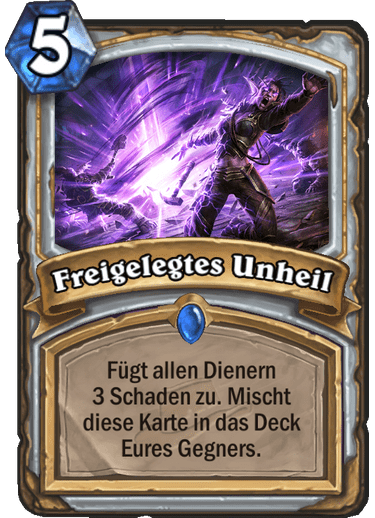 5
Freigelegtes Unheil
Fügt allen Dienern
3 Schaden zu. Mischt
diese Karte in das Deck
Eures Gegners.